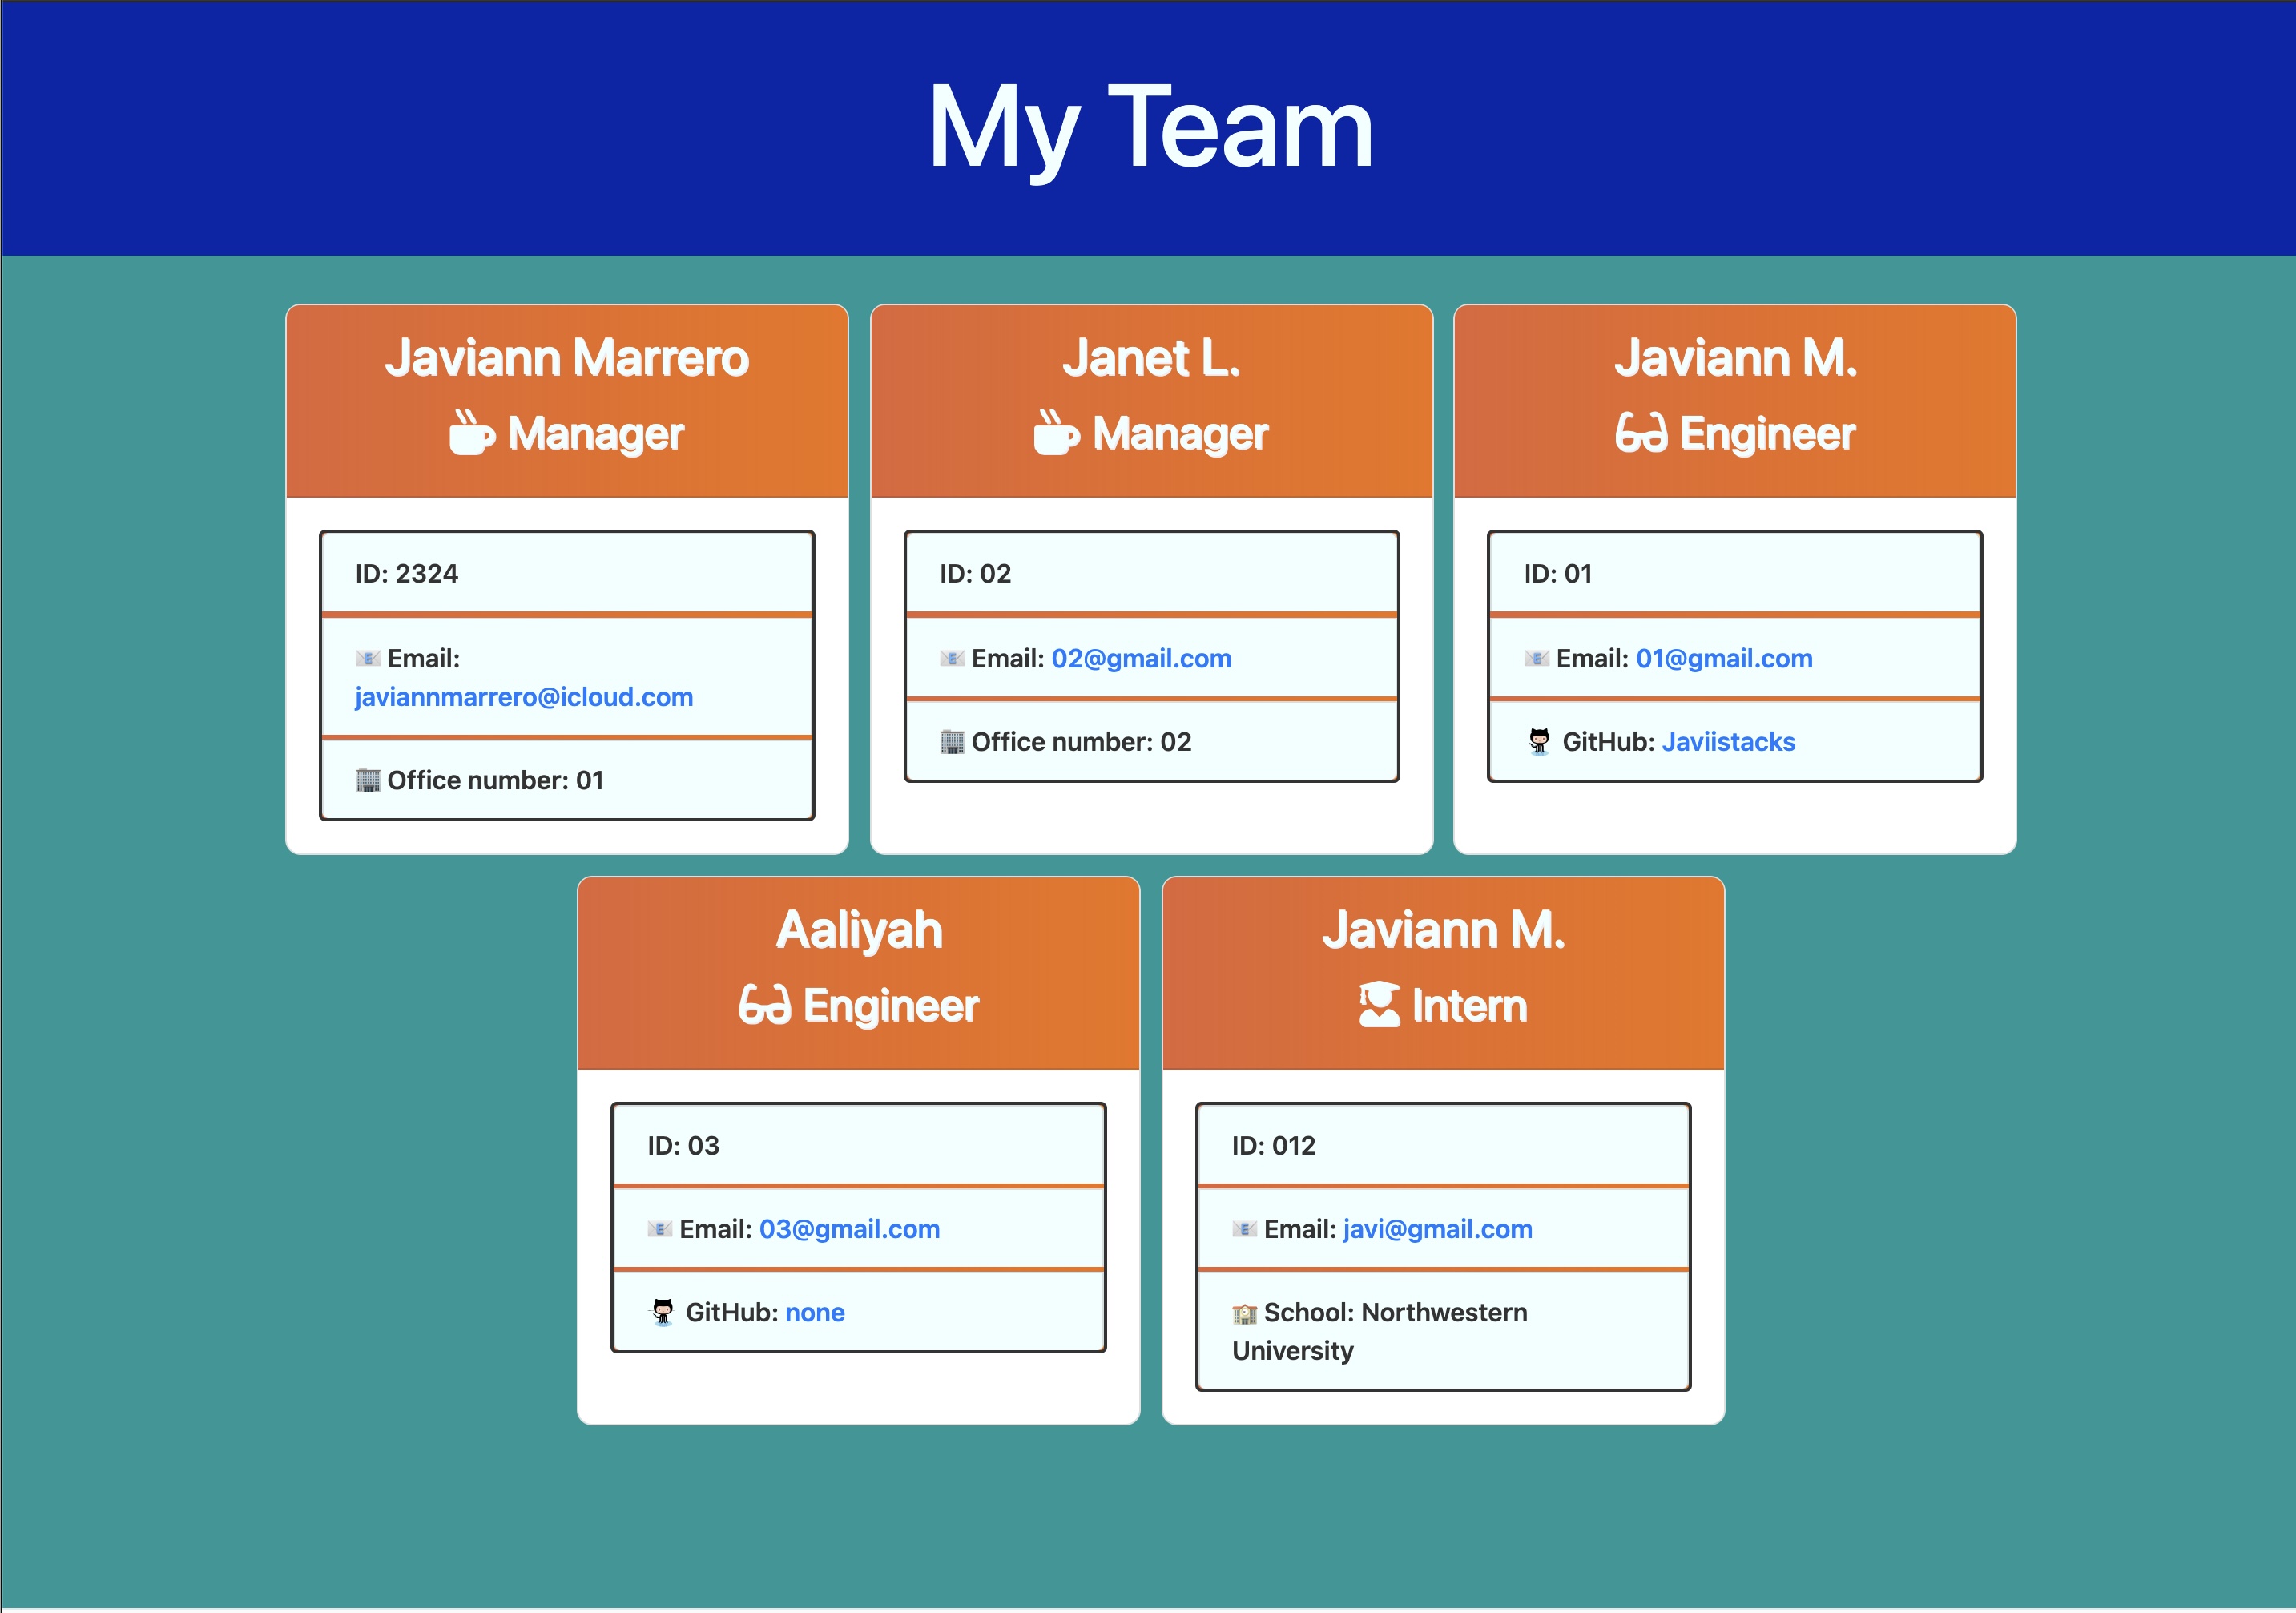 My Team
Javiann Marrero
Manager
ID: 2324
Email:
javiannmarrero@icloud.com
Office number: 01
Janet L.
Manager
ID: 02
Email: 02@gmail.com
Office number: 02
Javiann M.
Engineer
ID: 01
Email: 01@gmail.com
GitHub: Javiistacks
Aaliyah
Engineer
ID: 03
Email: 03@gmail.com
GitHub: none
Javiann M.
Intern
ID: 012
Email: javi@gmail.com
School: Northwestern
University